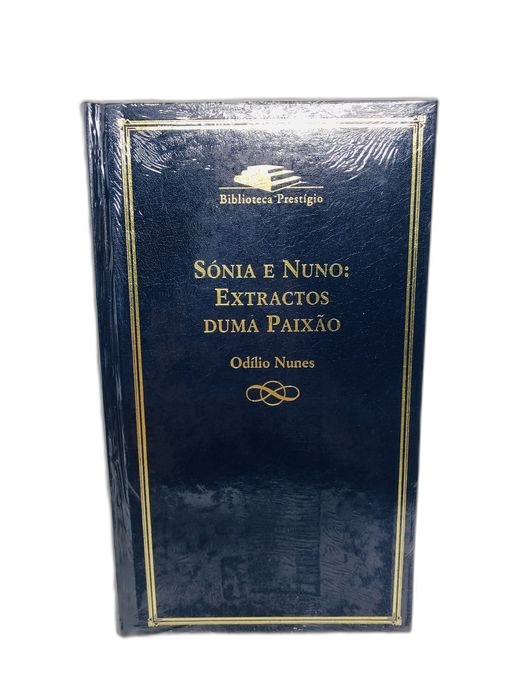 Biblioteca Prestígio
SÓNIA E NUNO:
EXTRACTOS
DUMA PAIXÃO
Odílio Nunes